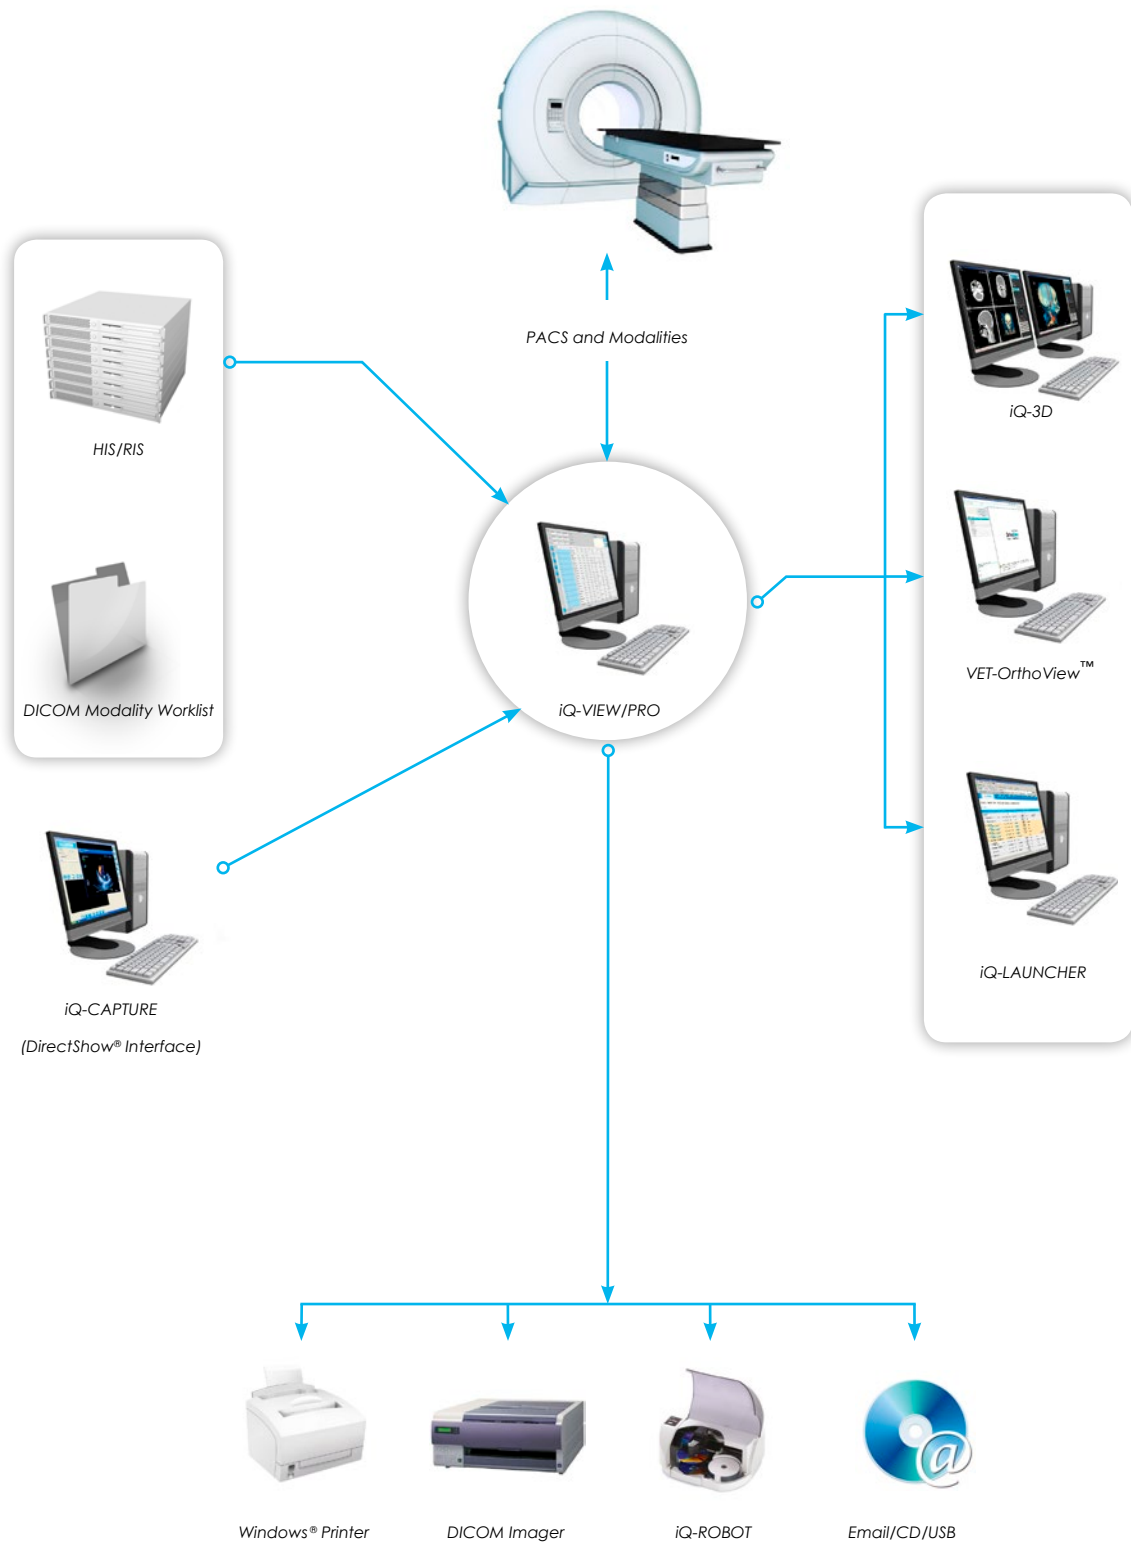 PACS and Modalities
HIS/RIS
DICOM Modality Worklist
iQ-CAPTURE
(DirectShow® Interface)
iQ-VIEW/PRO
iQ-3D
VET-OrthoView™
iQ-LAUNCHER
Windows® Printer
DICOM Imager
iQ-ROBOT
Email/CD/USB
@